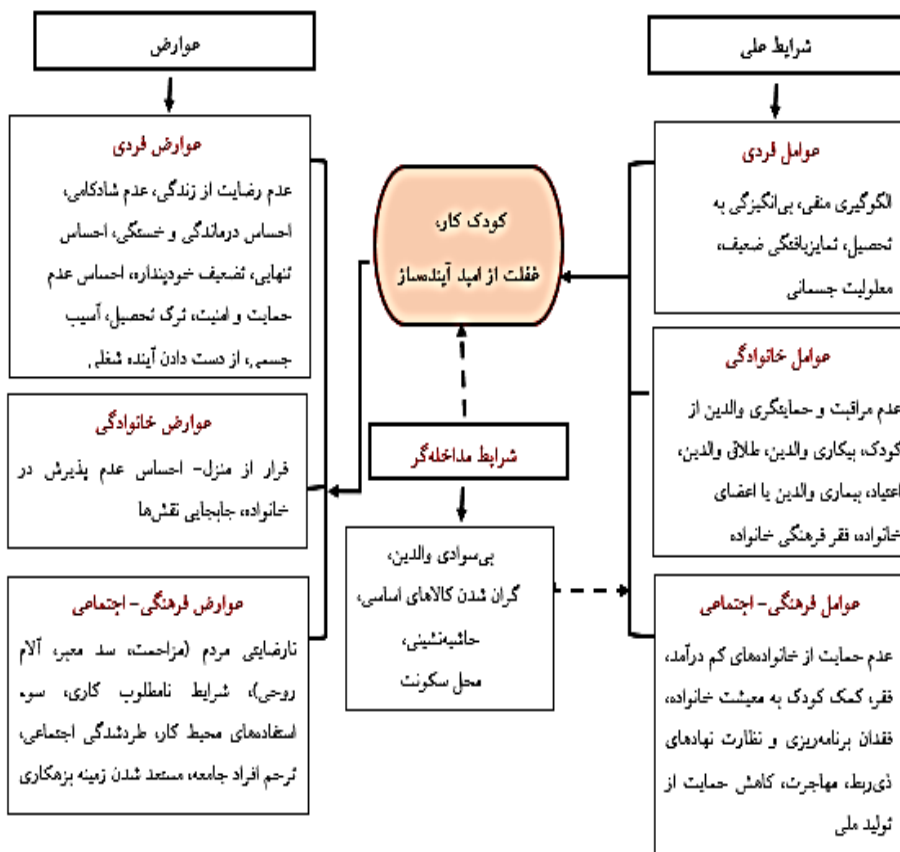 شرایط علی
عوامل فردی
الگوگیری منفی، بی‌انگیزگی به
تحصیل، تمایزیافتگی ضعیف،
معلولیت جسمانی
عوامل خانوادگی
عدم مراقبت و حمایتگری والدین از
کودک، بیکاری والدین، طلاق والدین،
اعتیاد، بیماری والدین یا اعضای
خانواده، فقر فرهنگی خانواده
عوامل فرهنگی- اجتماعی
عدم حمایت از خانواده‌های کم درآمد،
فقر، کمک کودک به معیشت خانواده،
فقدان برنامه‌ریزی و نظارت نهادهای
ذی‌ربط، مهاجرت، کاهش حمایت از
تولید ملی
کودک کار،
غفلت از امید آینده‌ساز
شرایط مداخله‌گر
بی‌سوادی والدین،
گران شدن کالاهای اساسی،
حاشیه‌نشینی،
محل سکونت
عوارض
عوارض فردی
عدم رضایت از زندگی، عدم شادکامی،
احساس درماندگی و خستگی، احساس
تنهایی، تضعیف خودپنداره، احساس عدم
حمایت و امنیت، ترک تحصیل، آسیب
جسمی، از دست دادن آینده شغلی
عوارض خانوادگی
فرار از منزل- احساس عدم پذیرش در
خانواده، جابجایی نقش‌ها
عوارض فرهنگی- اجتماعی
نارضایتی مردم (مزاحمت، سد معبر، آلام
روحی)، شرایط نامطلوب کاری، سوء
استفاده‌های محیط کار، طردشدگی اجتماعی،
ترحم افراد جامعه، مستعد شدن زمینه بزهکاری